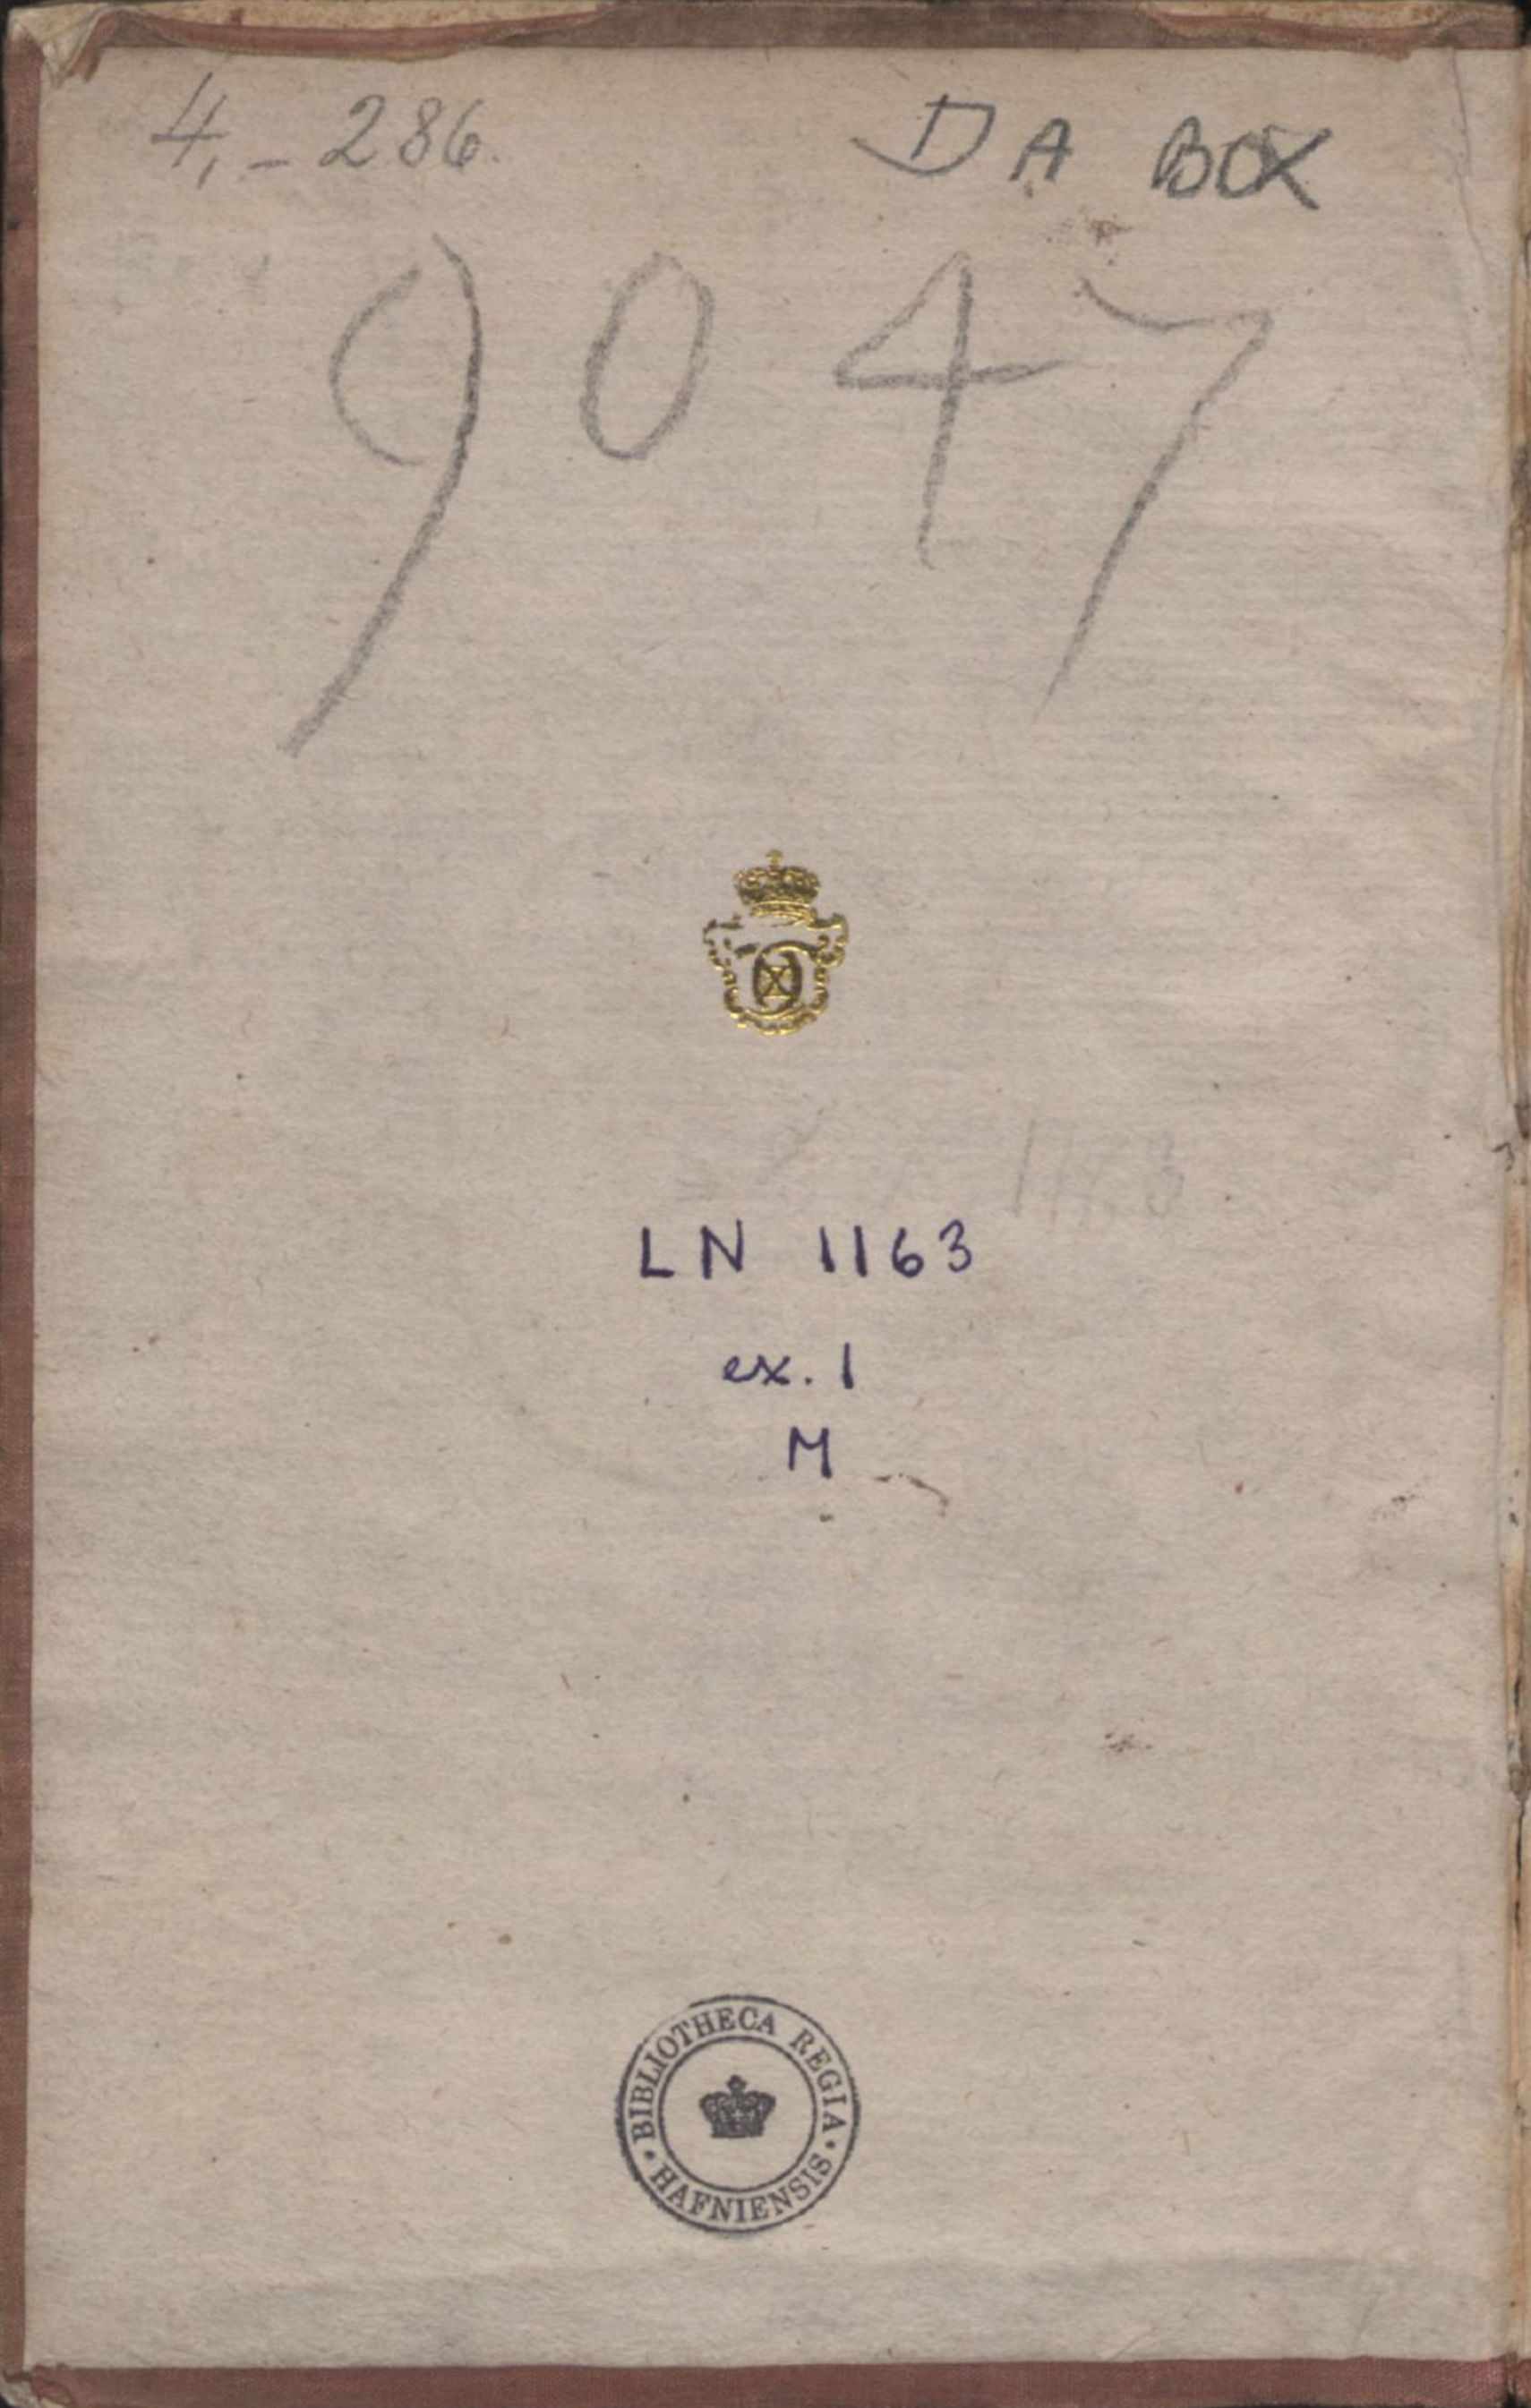 4,-286 DA BOX
9047
LN 1163
ex. 1
M
BIBLIOTHECA REGIA
HAFNIENSIS